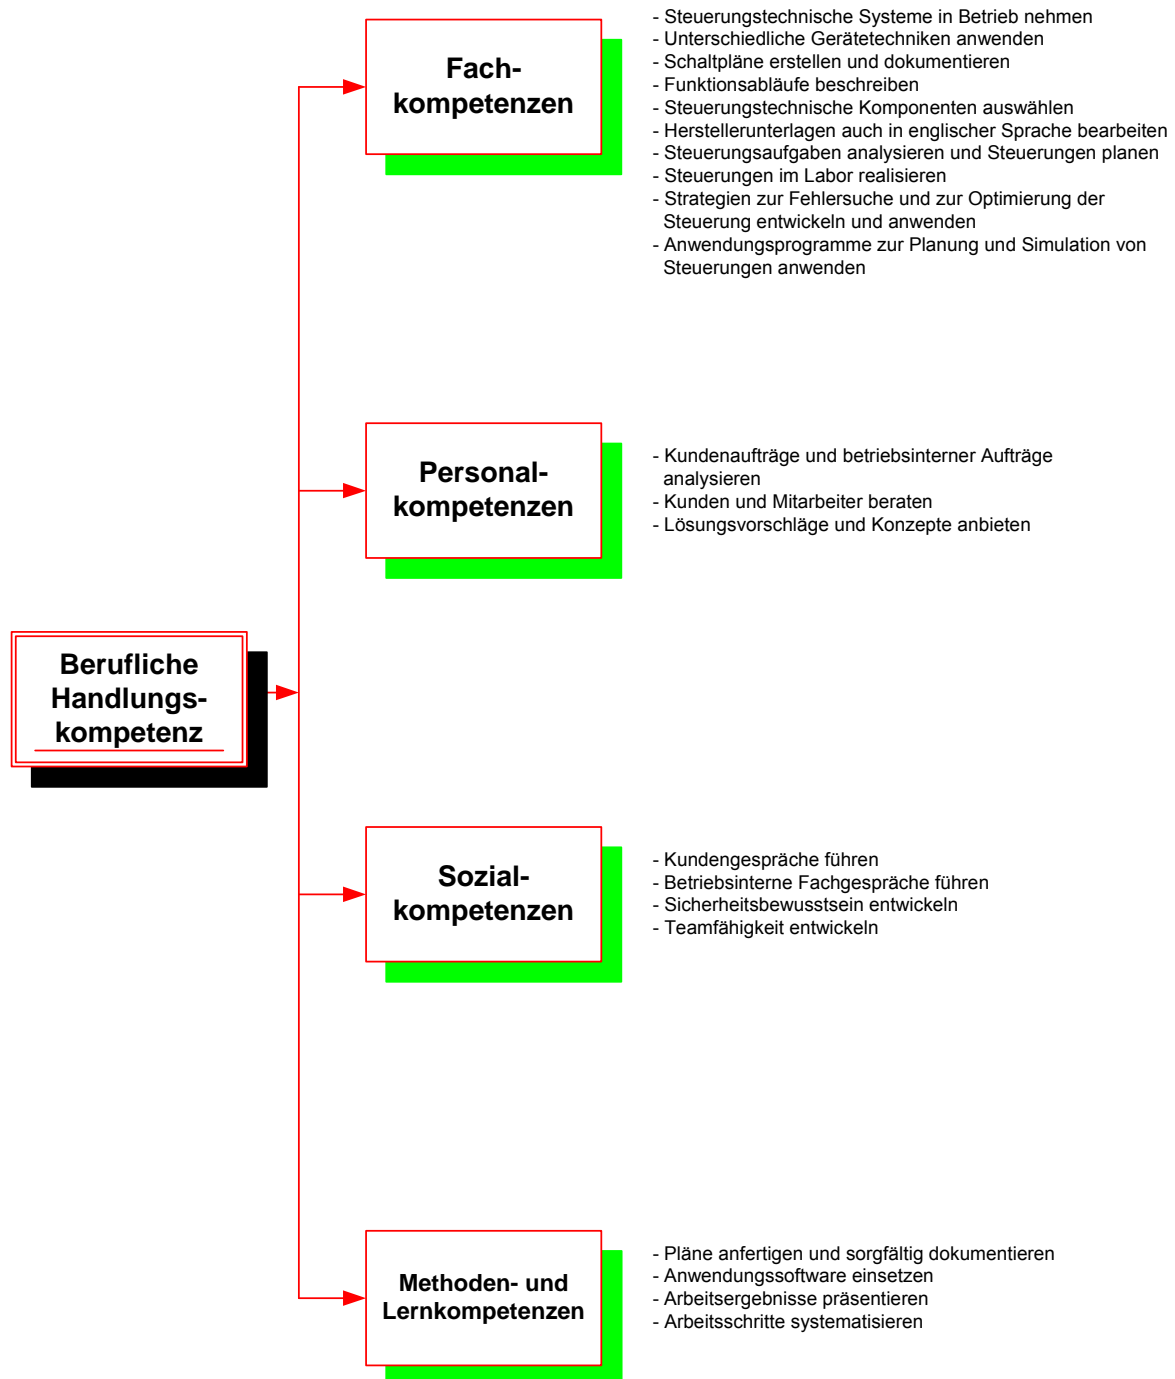 Fach-
kompetenzen
- Steuerungstechnische Systeme in Betrieb nehmen
- Unterschiedliche Gerätetechniken anwenden
- Schaltpläne erstellen und dokumentieren
- Funktionsabläufe beschreiben
- Steuerungstechnische Komponenten auswählen
- Herstellerunterlagen auch in englischer Sprache bearbeiten
- Steuerungsaufgaben analysieren und Steuerungen planen
- Steuerungen im Labor realisieren
- Strategien zur Fehlersuche und zur Optimierung der
Steuerung entwickeln und anwenden
- Anwendungsprogramme zur Planung und Simulation von
Steuerungen anwenden
Personal-
kompetenzen
- Kundenaufträge und betriebsinterner Aufträge
analysieren
- Kunden und Mitarbeiter beraten
- Lösungsvorschläge und Konzepte anbieten
Berufliche
Handlungs-
kompetenz
Sozial-
kompetenzen
- Kundengespräche führen
- Betriebsinterne Fachgespräche führen
- Sicherheitsbewusstsein entwickeln
- Teamfähigkeit entwickeln
Methoden- und
Lernkompetenzen
- Pläne anfertigen und sorgfältig dokumentieren
- Anwendungssoftware einsetzen
- Arbeitsergebnisse präsentieren
- Arbeitsschritte systematisieren